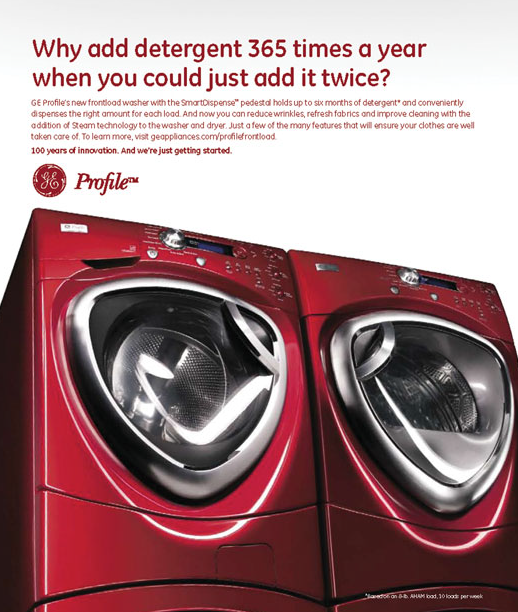 Why add detergent 365 times a year
when you could just add it twice?
GE Profile's new frontload washer with the SmartDispense™ pedestal holds up to six months of detergent* and conveniently
dispenses the right amount for each load. And now you can reduce wrinkles, refresh fabrics and improve cleaning with the
addition of Steam technology to the washer and dryer. Just a few of the many features that will ensure your clothes are well
taken care of. To learn more, visit geappliances.com/profilefrontload.
100 years of innovation. And we're just getting started.
GE Profile™
*Based on an 8-lb. AHAM load, 10 loads per week